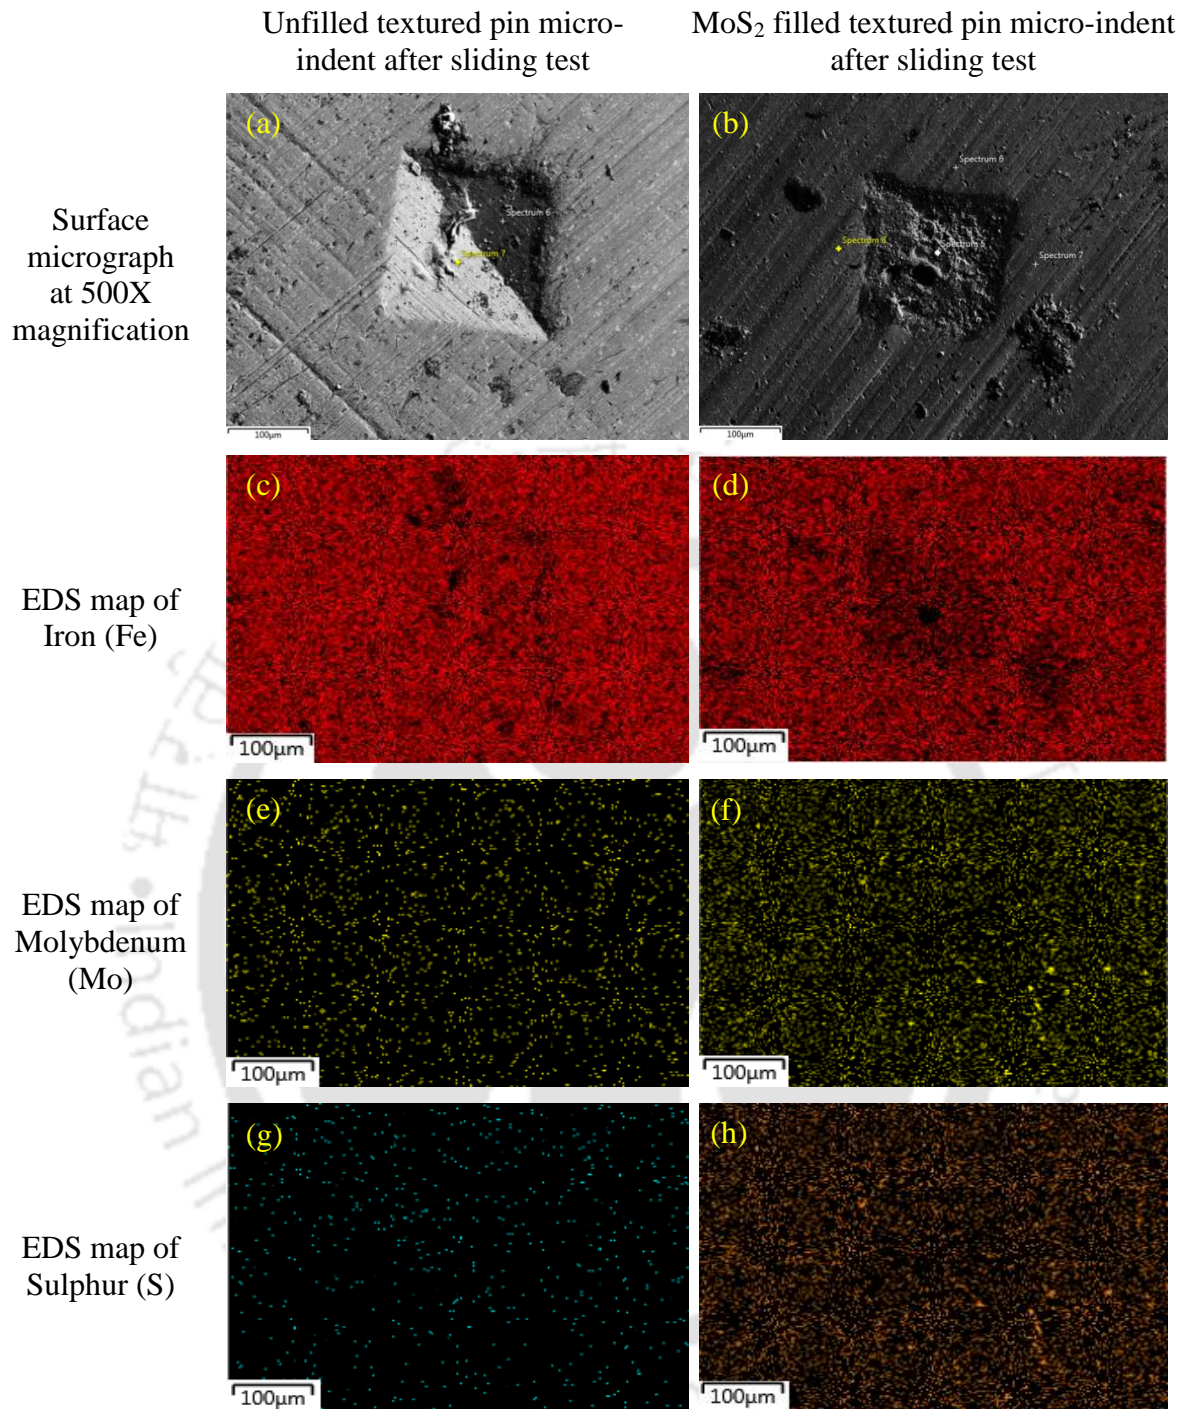 Unfilled textured pin micro-
indent after sliding test
MoS₂ filled textured pin micro-indent
after sliding test
Surface
micrograph
at 500X
magnification
(a)
Spectrum 6
Spectrum 7
100µm
(b)
Spectrum 6
Spectrum 8
Spectrum 5
Spectrum 7
100µm
EDS map of
Iron (Fe)
(c)
100µm
(d)
100µm
EDS map of
Molybdenum
(Mo)
(e)
100µm
(f)
100µm
EDS map of
Sulphur (S)
(g)
100µm
(h)
100µm
Indian